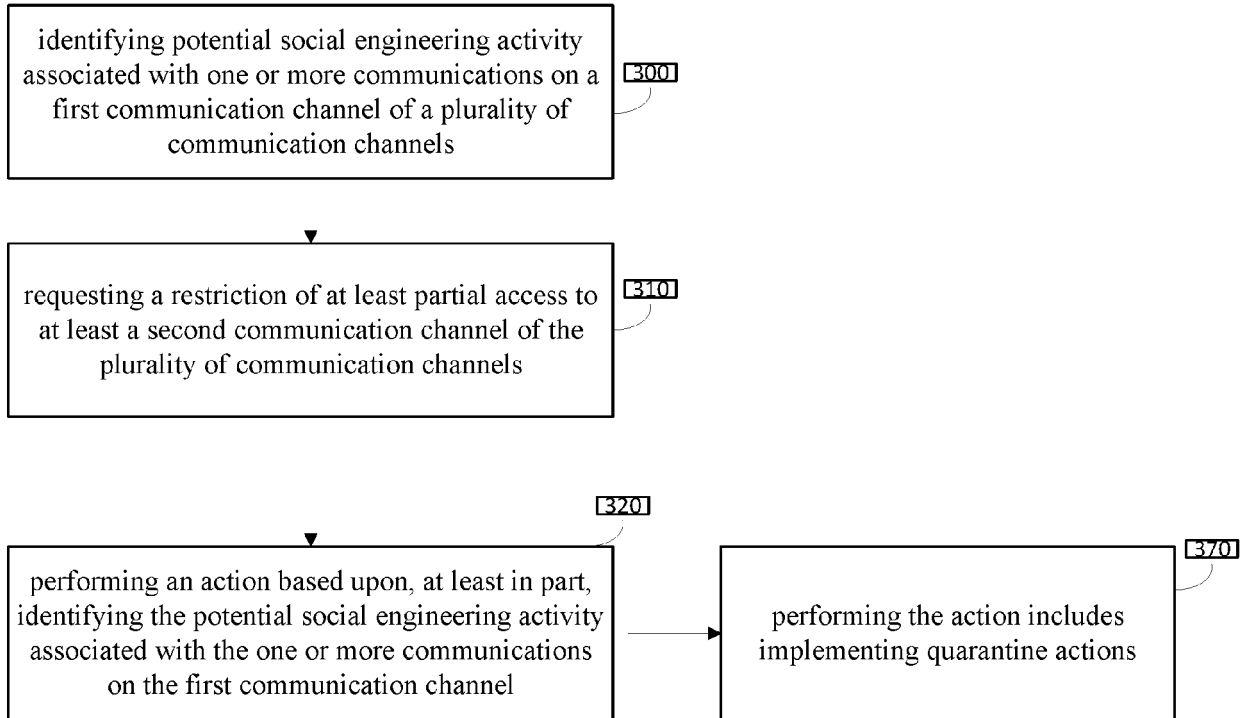 identifying potential social engineering activity
associated with one or more communications on a
first communication channel of a plurality of
communication channels
300
requesting a restriction of at least partial access to
at least a second communication channel of the
plurality of communication channels
310
320
performing an action based upon, at least in part,
identifying the potential social engineering activity
associated with the one or more communications
on the first communication channel
370
performing the action includes
implementing quarantine actions